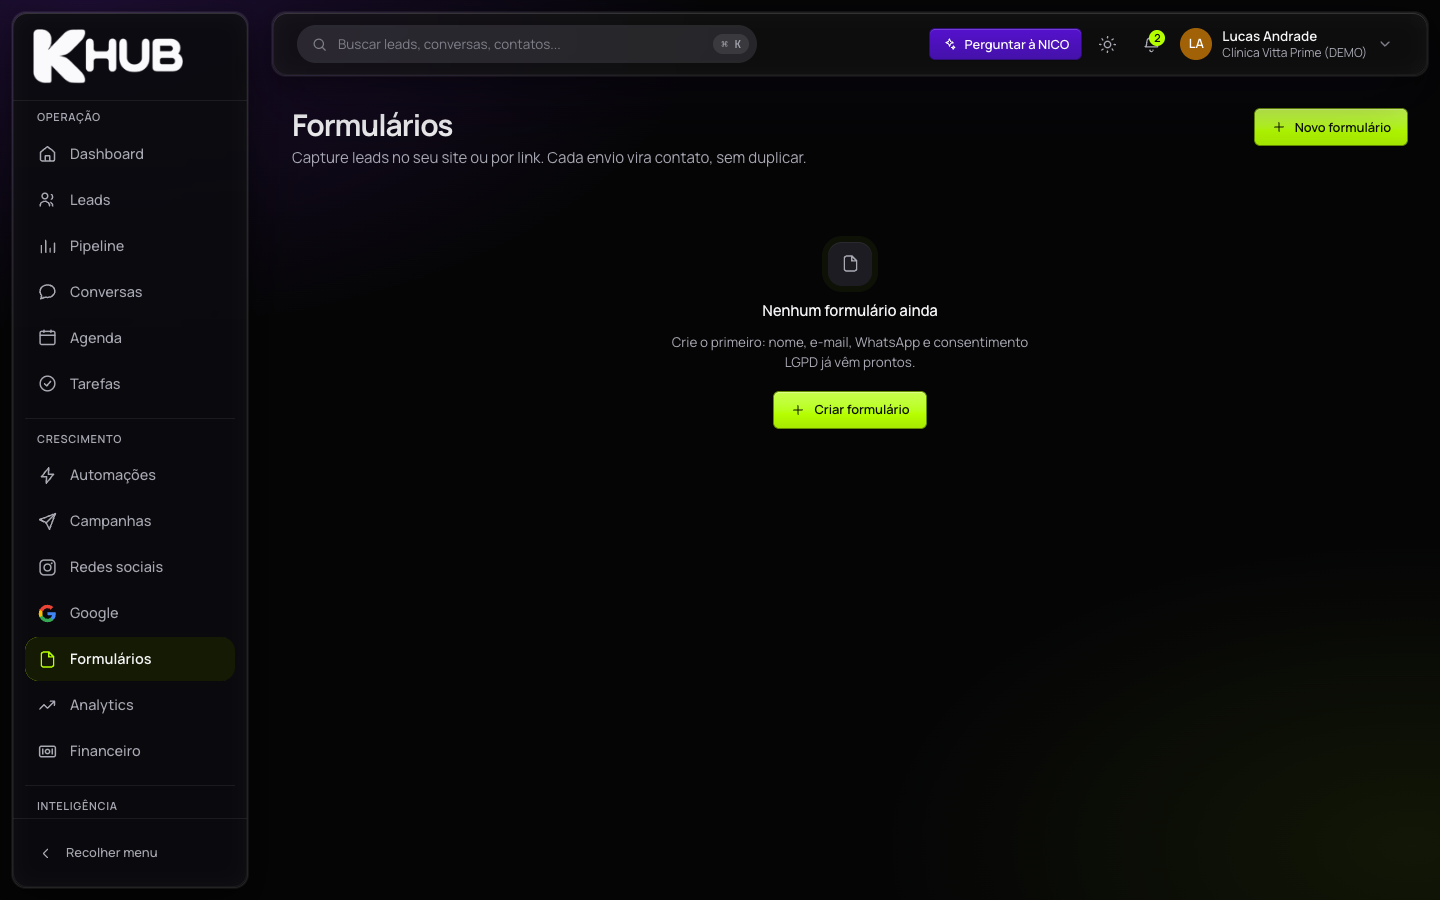 KHUB
Buscar leads, conversas, contatos...
⌘ K
Perguntar à NICO
2
LA
Lucas Andrade
Clínica Vitta Prime (DEMO)
OPERAÇÃO
Dashboard
Leads
Pipeline
Conversas
Agenda
Tarefas
CRESCIMENTO
Automações
Campanhas
Redes sociais
Google
Formulários
Analytics
Financeiro
INTELIGÊNCIA
Recolher menu
Formulários
Capture leads no seu site ou por link. Cada envio vira contato, sem duplicar.
Novo formulário
Nenhum formulário ainda
Crie o primeiro: nome, e-mail, WhatsApp e consentimento
LGPD já vêm prontos.
Criar formulário